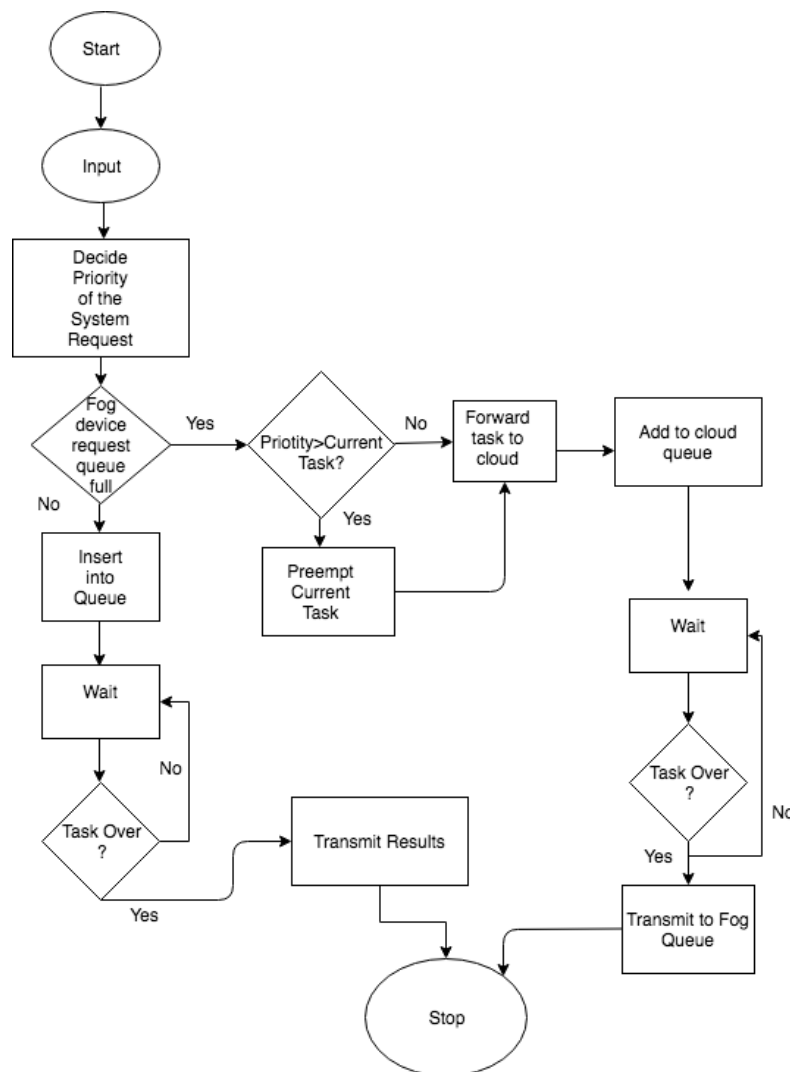 Start
Input
Decide
Priority
of the
System
Request
Fog
device
request
queue
full
Yes
Priotity>Current
Task?
No
Forward
task to
cloud
Add to cloud
queue
No
Yes
Insert
into
Queue
Preempt
Current
Task
Wait
Wait
No
Task Over
?
Task Over
?
No
Transmit Results
Yes
Yes
Transmit to Fog
Queue
Stop